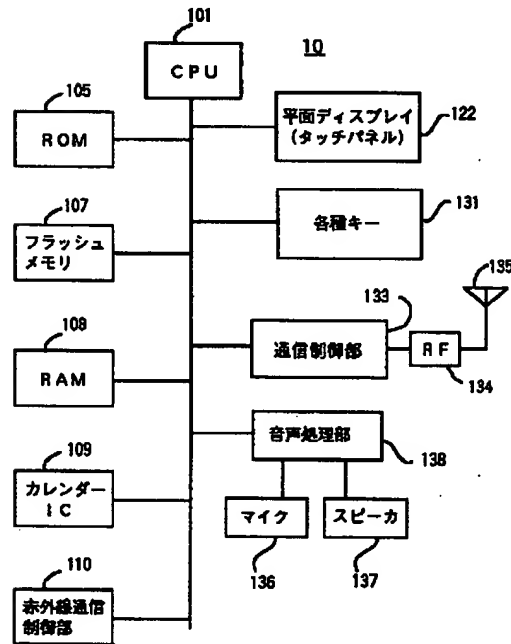 101
10
CPU
105
ROM
平面ディスプレイ
(タッチパネル)
122
107
フラッシュ
メモリ
各種キー
131
135
133
108
RAM
通信制御部
RF
134
109
カレンダー
IC
音声処理部
138
マイク
スピーカ
136
137
110
赤外線通信
制御部